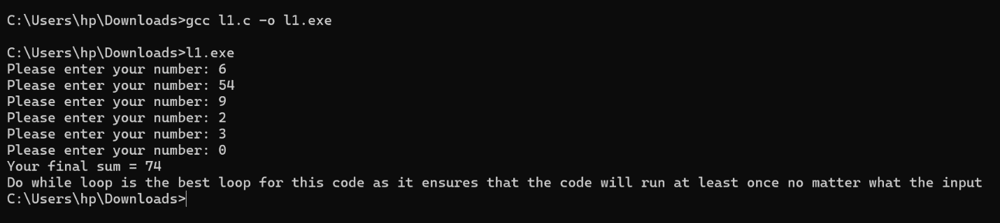 C:\Users\hp\Downloads>gcc l1.c -o l1.exe
C:\Users\hp\Downloads>l1.exe
Please enter your number: 6
Please enter your number: 54
Please enter your number: 9
Please enter your number: 2
Please enter your number: 3
Please enter your number: 0
Your final sum = 74
Do while loop is the best loop for this code as it ensures that the code will run at least once no matter what the input
C:\Users\hp\Downloads>